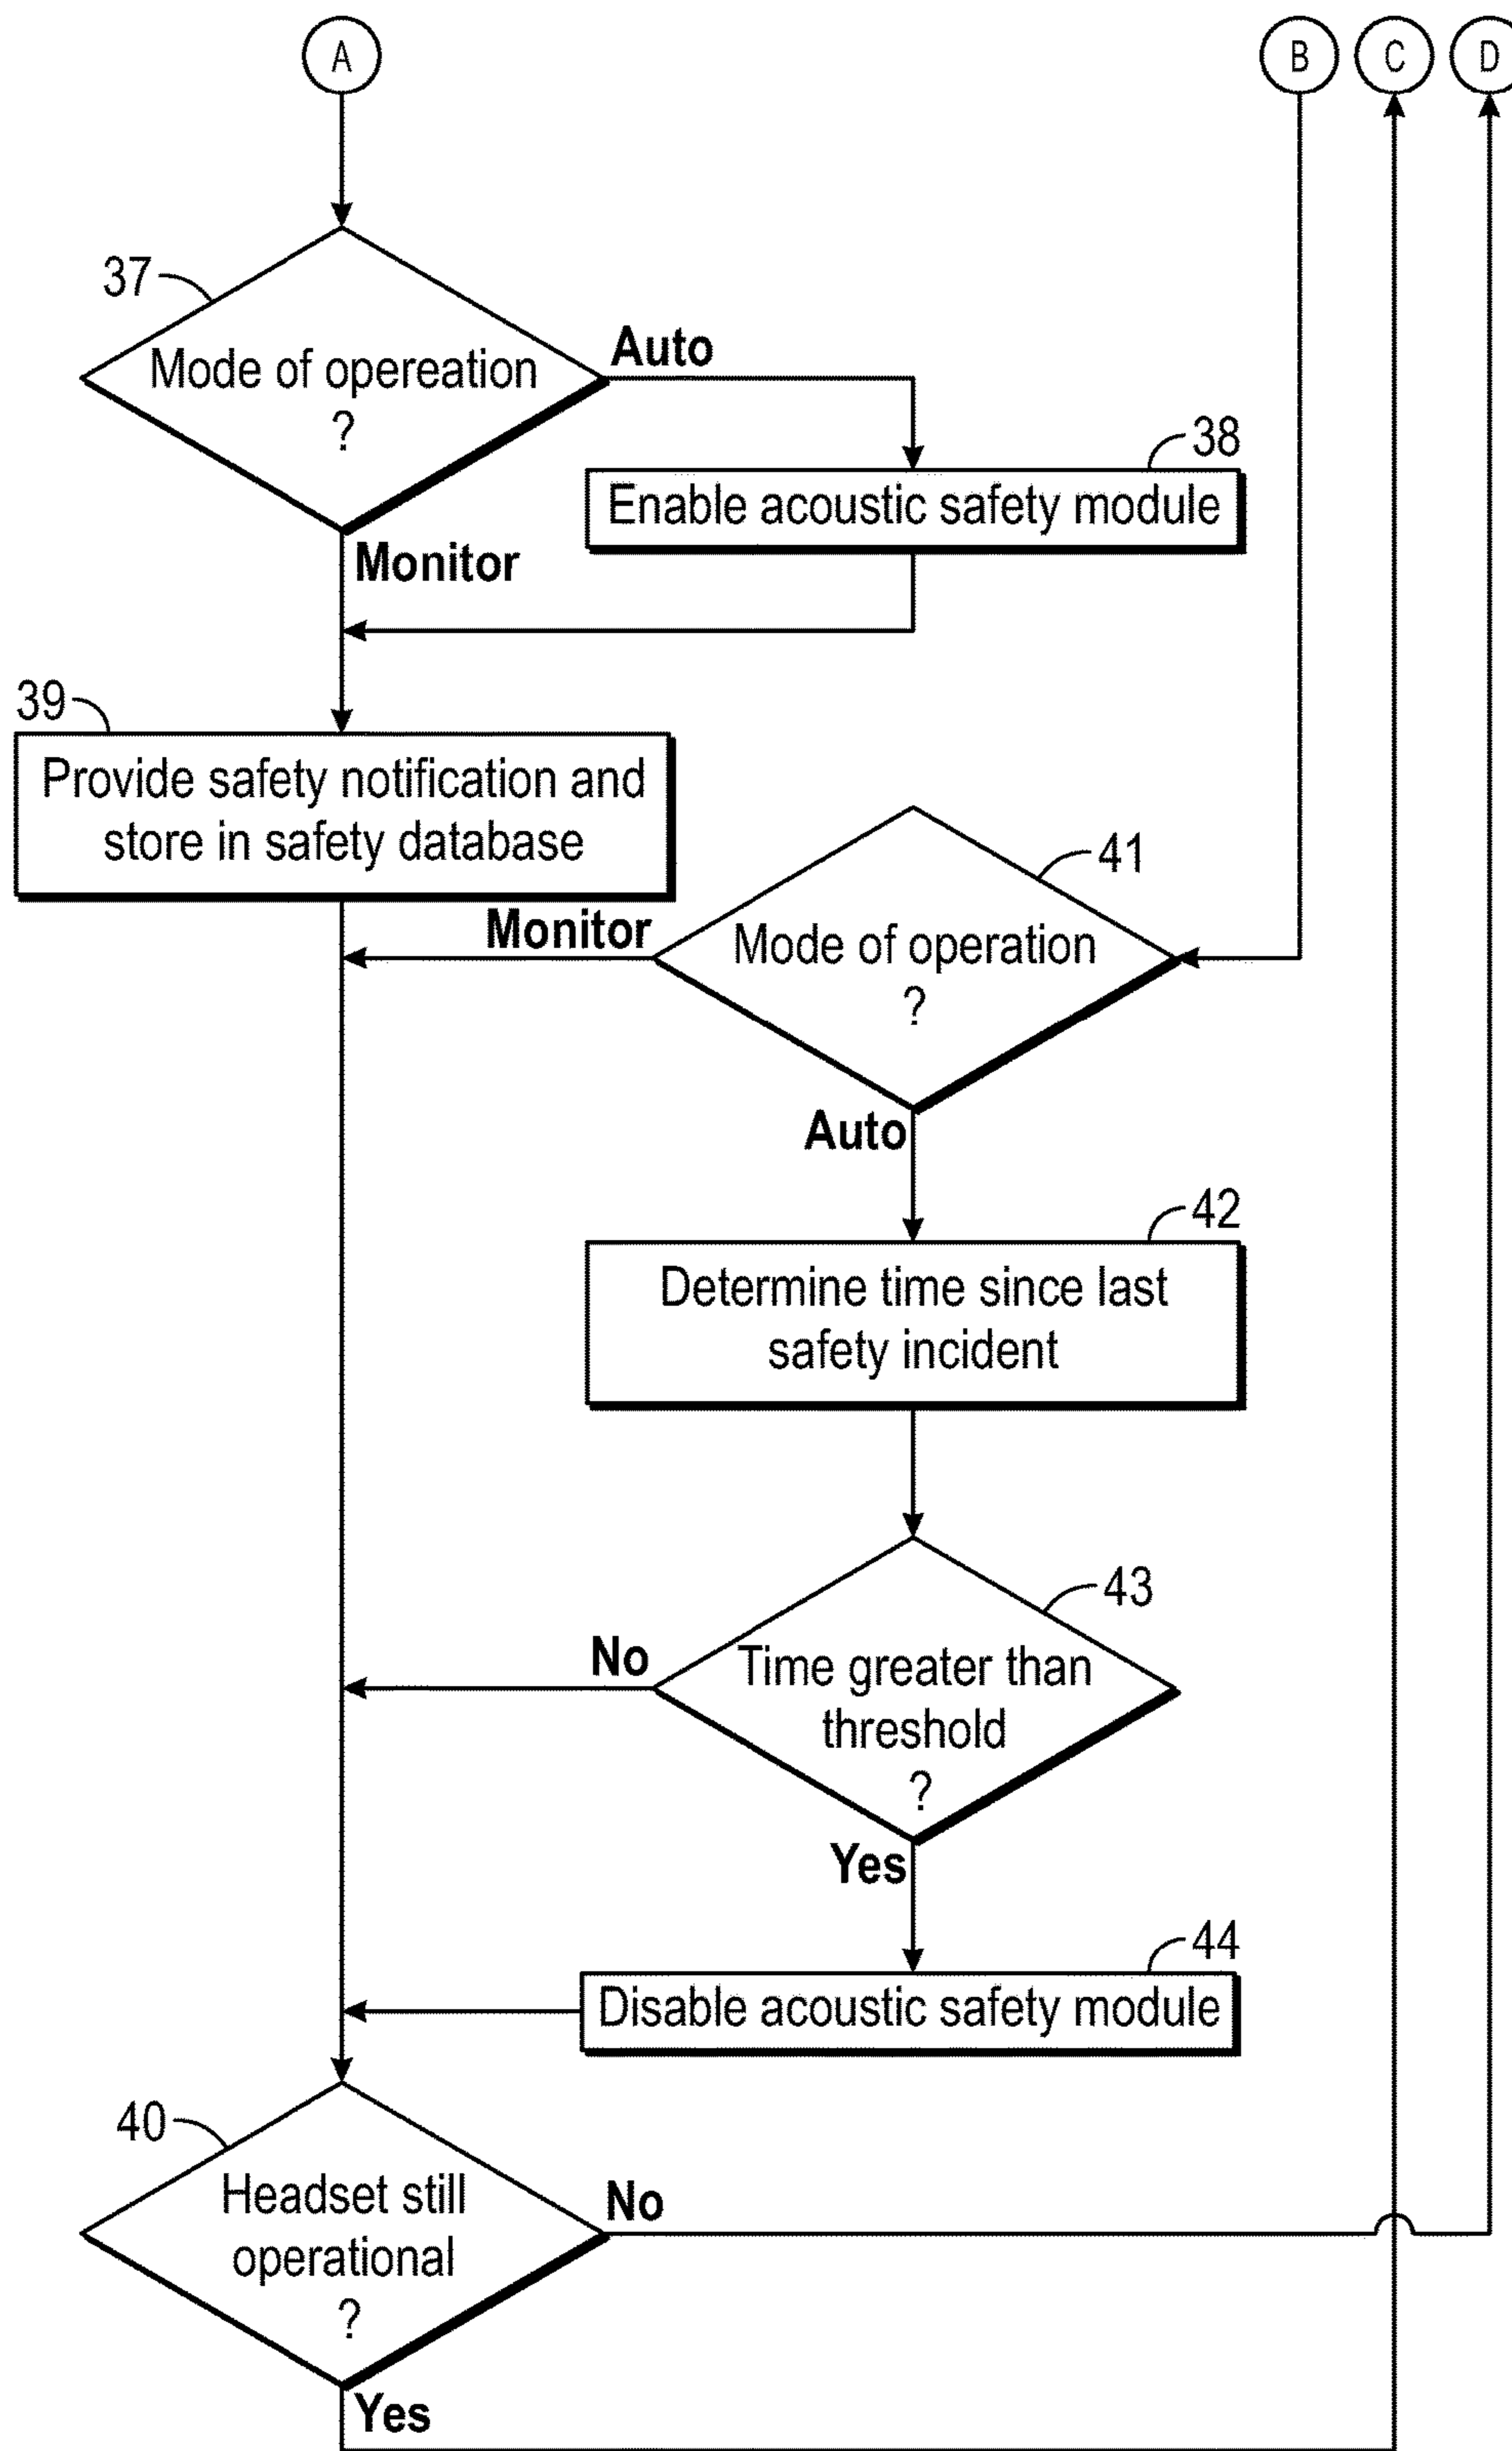 A
B
C
D
37
Mode of opereation
?
Auto
38
Enable acoustic safety module
Monitor
39
Provide safety notification and
store in safety database
41
Monitor
Mode of operation
?
Auto
42
Determine time since last
safety incident
43
No
Time greater than
threshold
?
Yes
44
Disable acoustic safety module
40
Headset still
operational
?
No
Yes